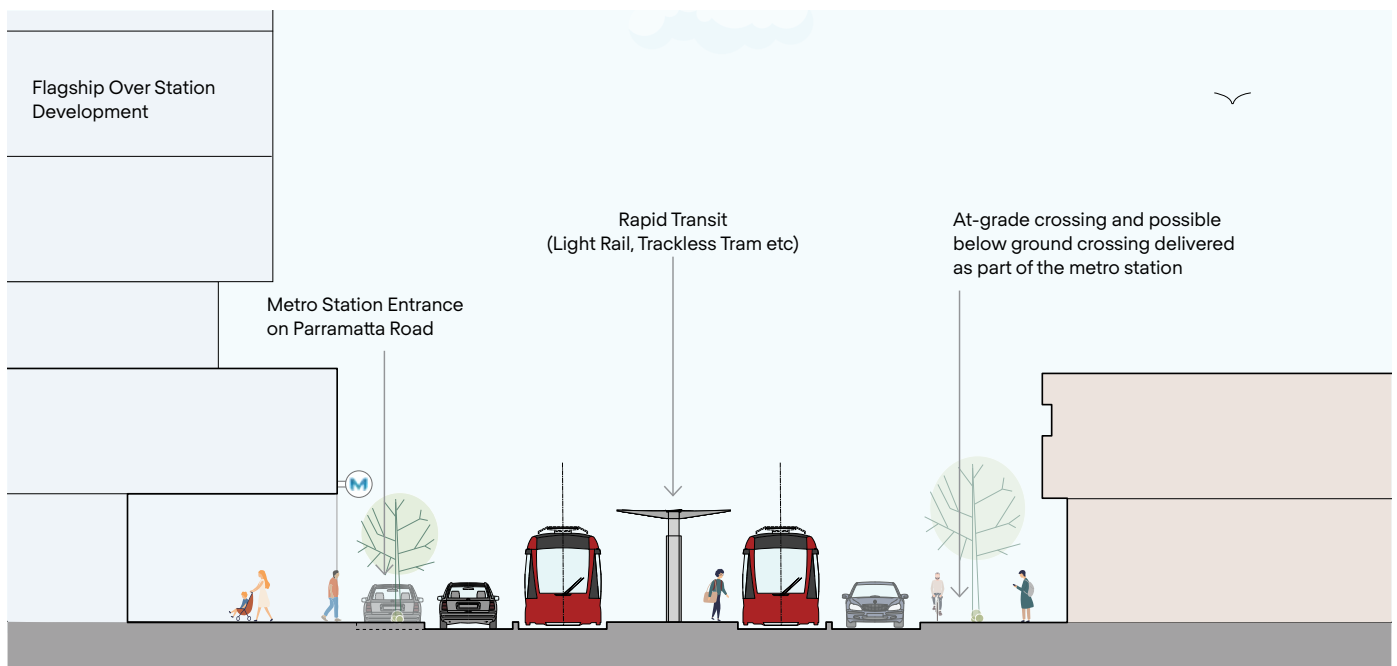 Flagship Over Station
Development
Rapid Transit
(Light Rail, Trackless Tram etc)
At-grade crossing and possible
below ground crossing delivered
as part of the metro station
Metro Station Entrance
on Parramatta Road
M